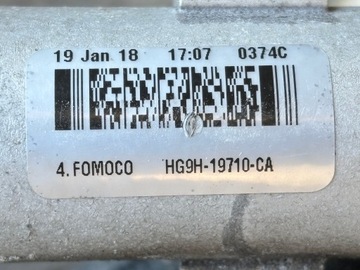 19 Jan 18 17:07 0374C
4. FOMOCO HG9H-19710-CA